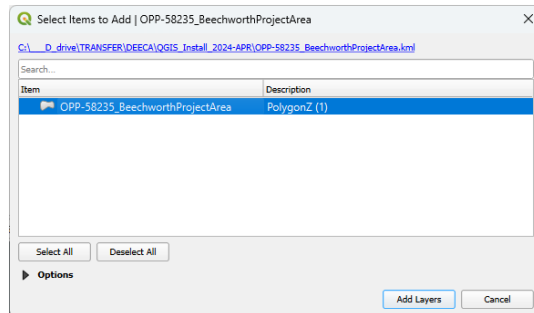 Select Items to Add | OPP-58235_BeechworthProjectArea
C:\___D_drive\TRANSFER\DEECA\QGIS_Install_2024-APR\OPP-58235_BeechworthProjectArea.kml
Search...
Item Description
OPP-58235_BeechworthProjectArea PolygonZ (1)
Select All Deselect All
Options
Add Layers Cancel